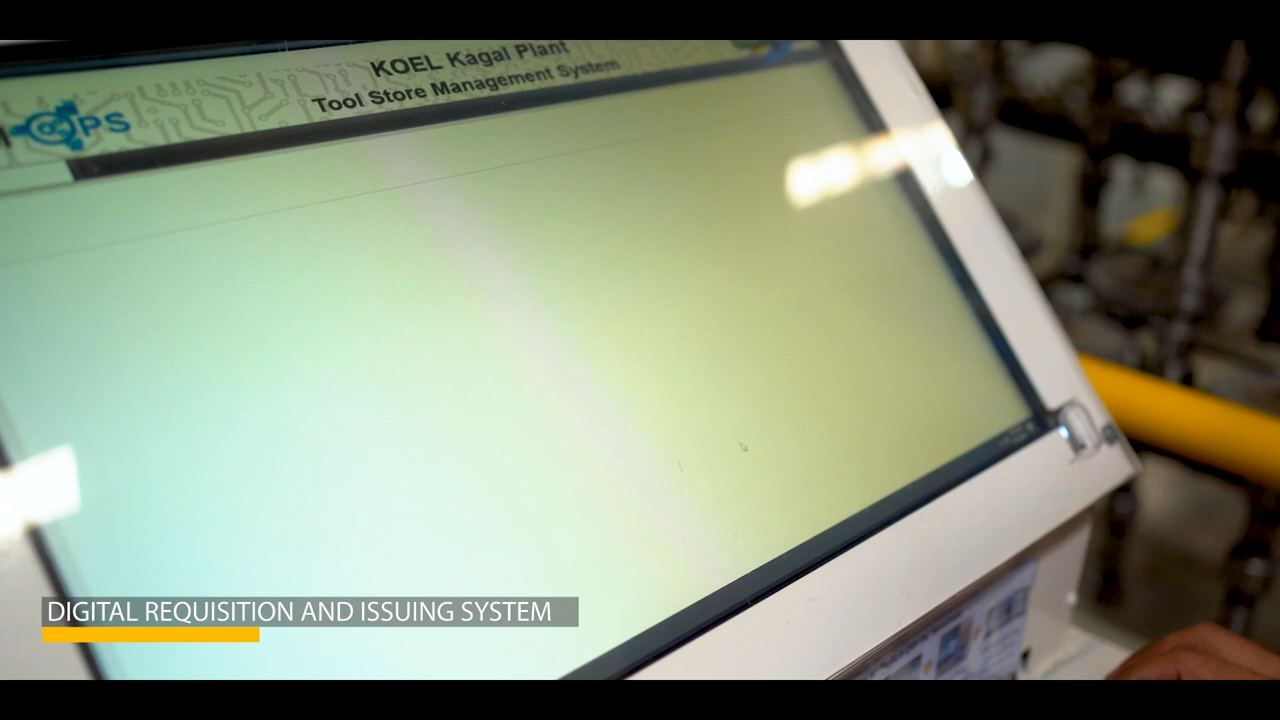 KOEL Kagal Plant
Tool Store Management System
PS
DIGITAL REQUISITION AND ISSUING SYSTEM